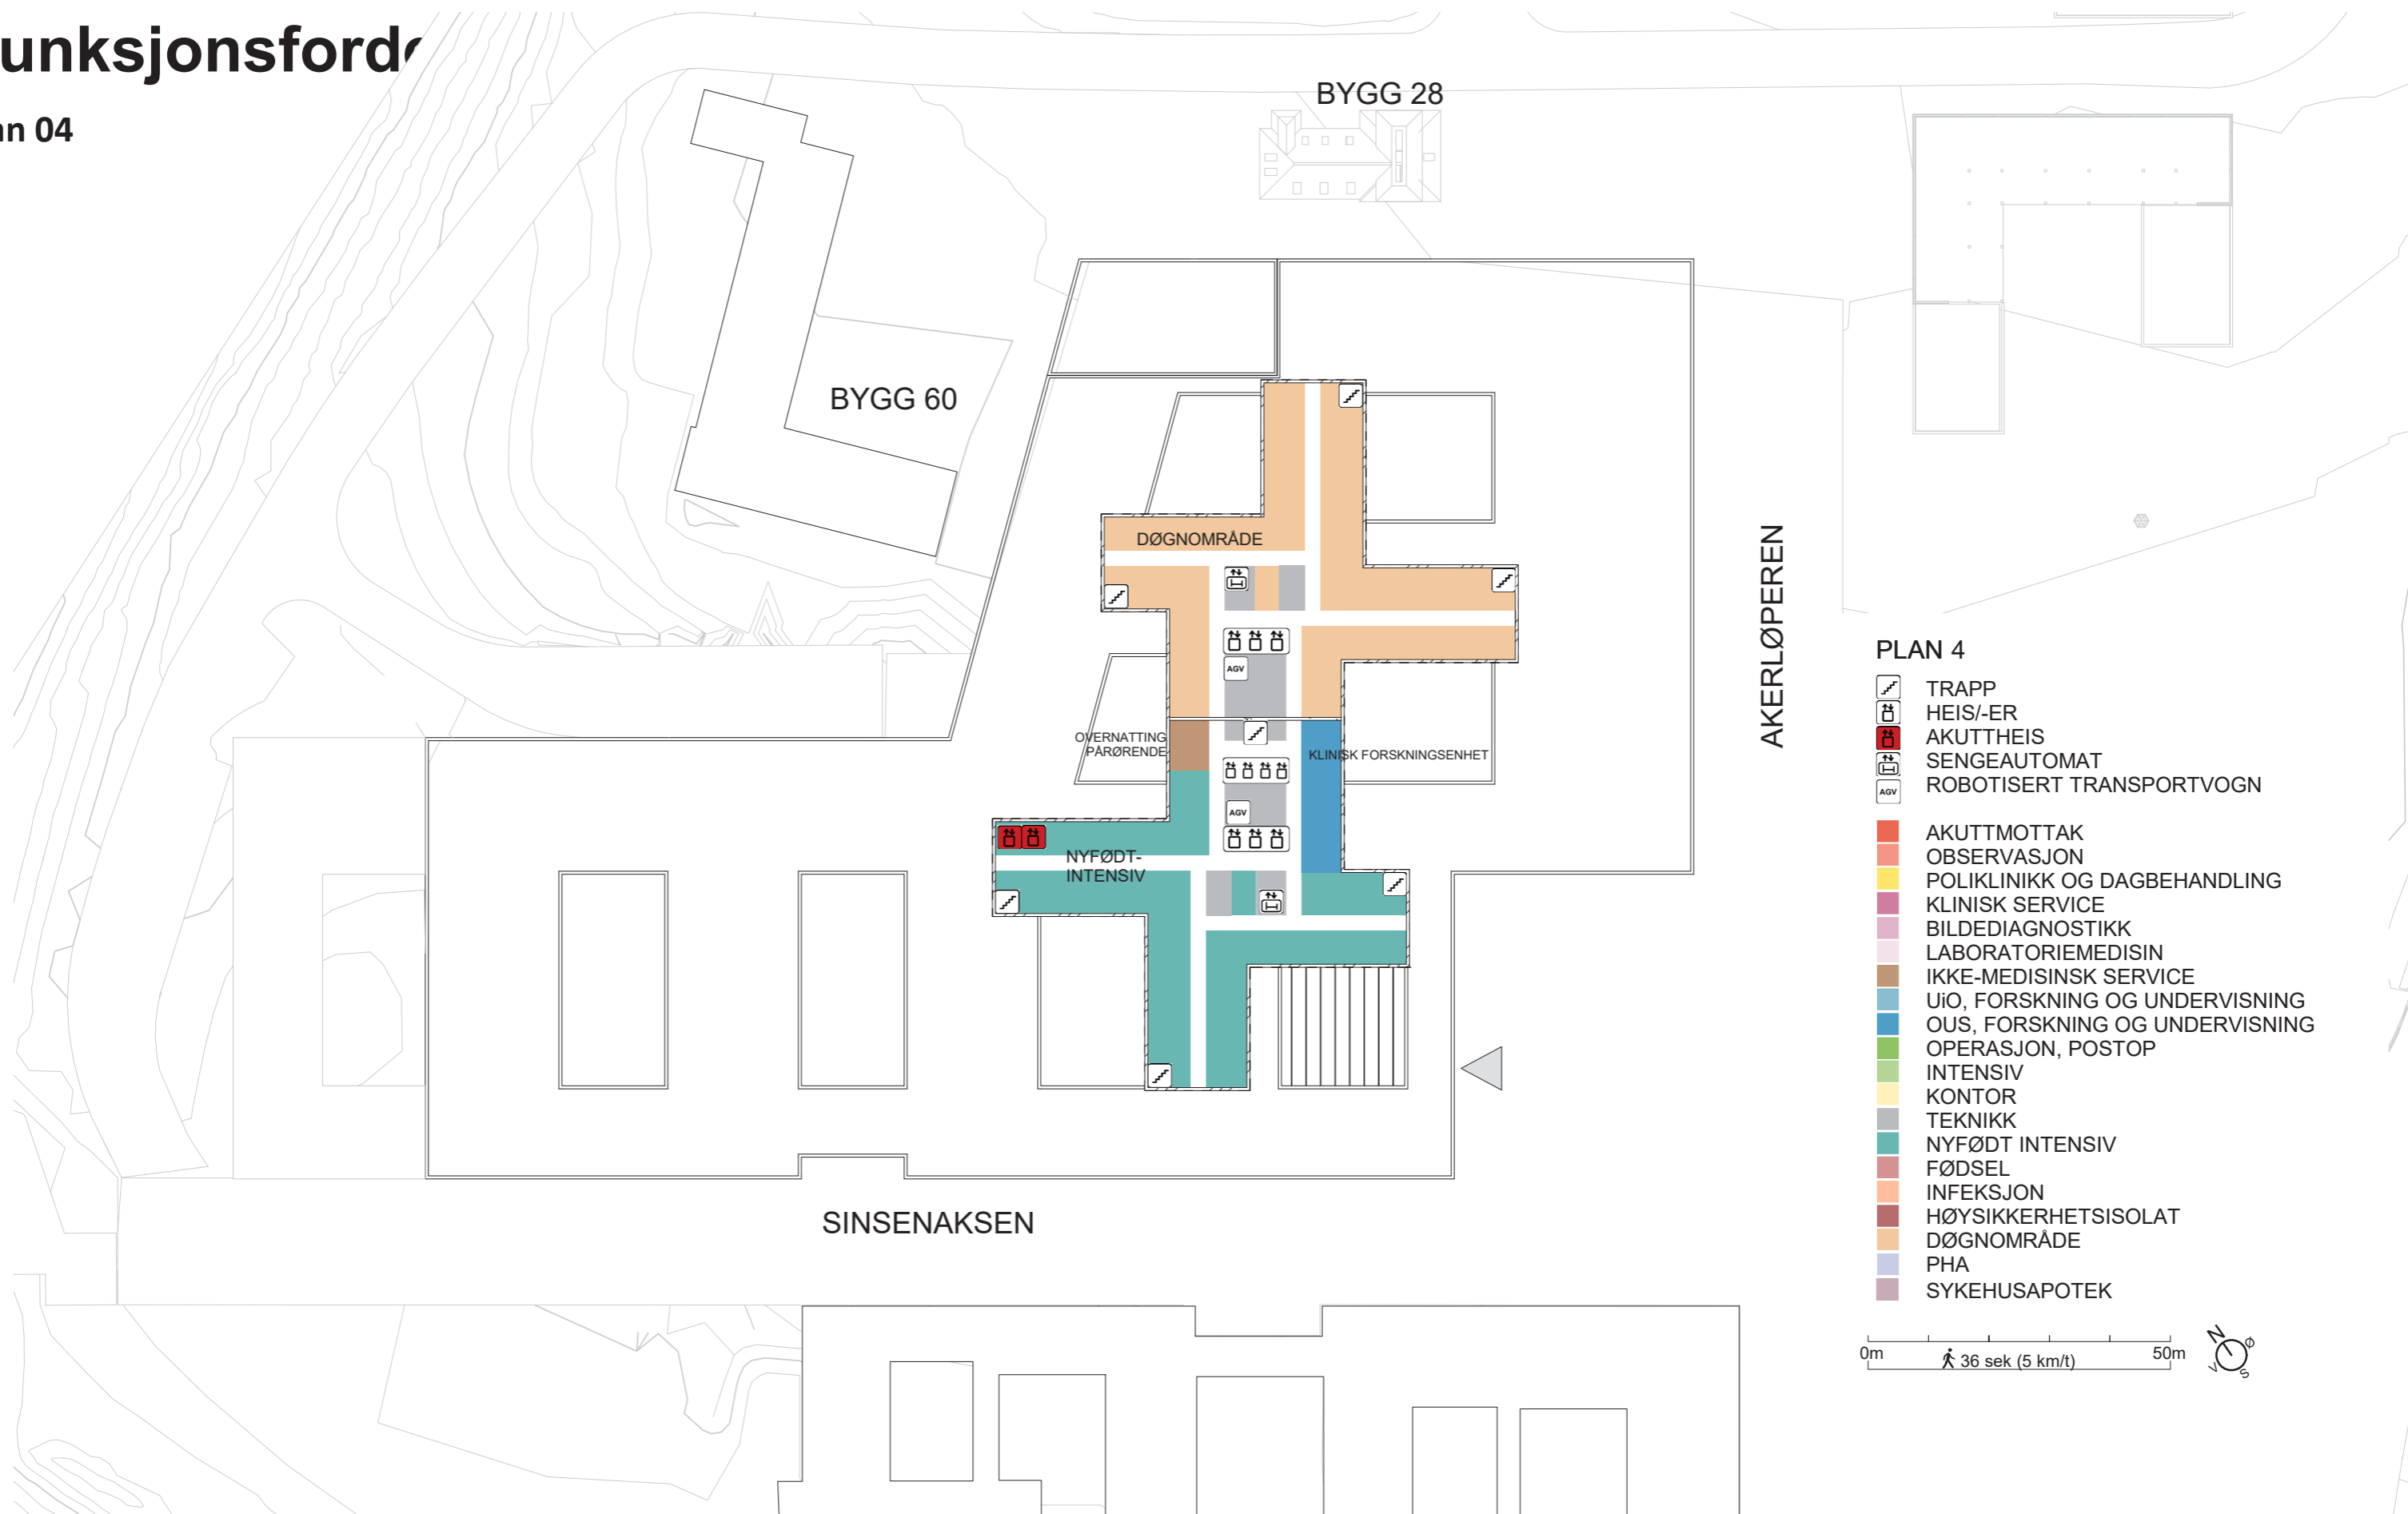 unksjonsford
nn 04
BYGG 28
BYGG 60
DØGNOMRÅDE
AGV
OVERNATTING
PÅRØRENDE
KLINISK FORSKNINGSENHET
AGV
NYFØDT-
INTENSIV
AKERLØPEREN
SINSENAKSEN
PLAN 4
TRAPP
HEIS/-ER
AKUTTHEIS
SENGEAUTOMAT
AGV ROBOTISERT TRANSPORTVOGN
AKUTTMOTTAK
OBSERVASJON
POLIKLINIKK OG DAGBEHANDLING
KLINISK SERVICE
BILDEDIAGNOSTIKK
LABORATORIEMEDISIN
IKKE-MEDISINSK SERVICE
UiO, FORSKNING OG UNDERVISNING
OUS, FORSKNING OG UNDERVISNING
OPERASJON, POSTOP
INTENSIV
KONTOR
TEKNIKK
NYFØDT INTENSIV
FØDSEL
INFEKSJON
HØYSIKKERHETSISOLAT
DØGNOMRÅDE
PHA
SYKEHUSAPOTEK
0m 36 sek (5 km/t) 50m
N Ø V S